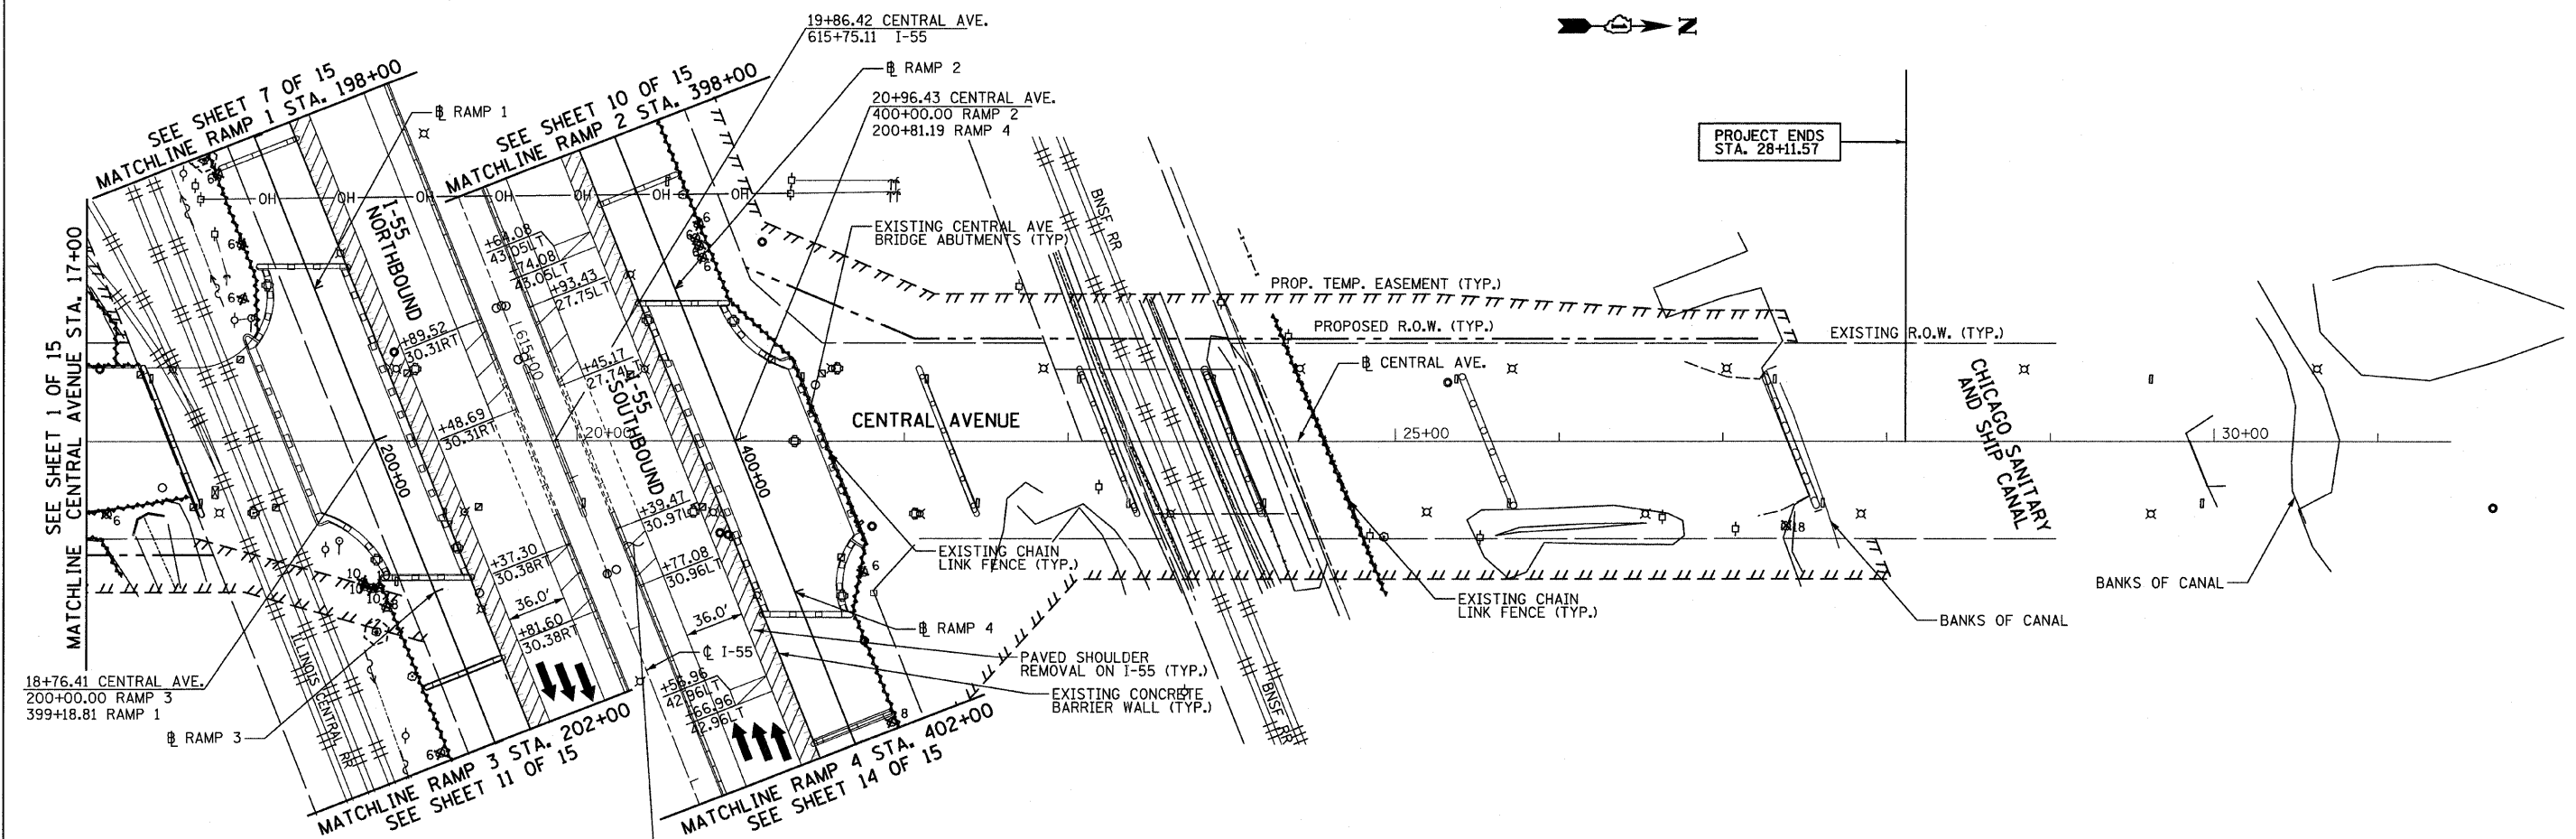 19+86.42 CENTRAL AVE.
615+75.11 I-55
N
SEE SHEET 7 OF 15
MATCHLINE RAMP 1 STA. 198+00
℄ RAMP 1
SEE SHEET 10 OF 15
MATCHLINE RAMP 2 STA. 398+00
℄ RAMP 2
20+96.43 CENTRAL AVE.
400+00.00 RAMP 2
200+81.19 RAMP 4
PROJECT ENDS
STA. 28+11.57
OH OH OH OH OH OH
I-55
NORTHBOUND
EXISTING CENTRAL AVE
BRIDGE ABUTMENTS (TYP)
BNSF RR
+64.08
43.05LT
+74.08
43.05LT
+93.43
27.75LT
PROP. TEMP. EASEMENT (TYP.)
PROPOSED R.O.W. (TYP.)
EXISTING R.O.W. (TYP.)
SEE SHEET 1 OF 15
MATCHLINE CENTRAL AVENUE STA. 17+00
+89.52
30.31RT
L615+00
+45.17
27.74LT
I-55
SOUTHBOUND
℄ CENTRAL AVE.
CHICAGO SANITARY
AND SHIP CANAL
+48.69
30.31RT
20+00
CENTRAL AVENUE
25+00
30+00
200+00
400+00
+39.47
30.97L
+37.30
30.38RT
+77.08
30.96LT
EXISTING CHAIN
LINK FENCE (TYP.)
36.0'
36.0'
+81.60
30.38RT
EXISTING CHAIN
LINK FENCE (TYP.)
BANKS OF CANAL
BANKS OF CANAL
℄ RAMP 4
℄ I-55
PAVED SHOULDER
REMOVAL ON I-55 (TYP.)
+56.96
42.96LT
+66.96
42.96LT
EXISTING CONCRETE
BARRIER WALL (TYP.)
BNSF RR
18+76.41 CENTRAL AVE.
200+00.00 RAMP 3
399+18.81 RAMP 1
℄ RAMP 3
ILLINOIS CENTRAL RR
MATCHLINE RAMP 3 STA. 202+00
SEE SHEET 11 OF 15
MATCHLINE RAMP 4 STA. 402+00
SEE SHEET 14 OF 15